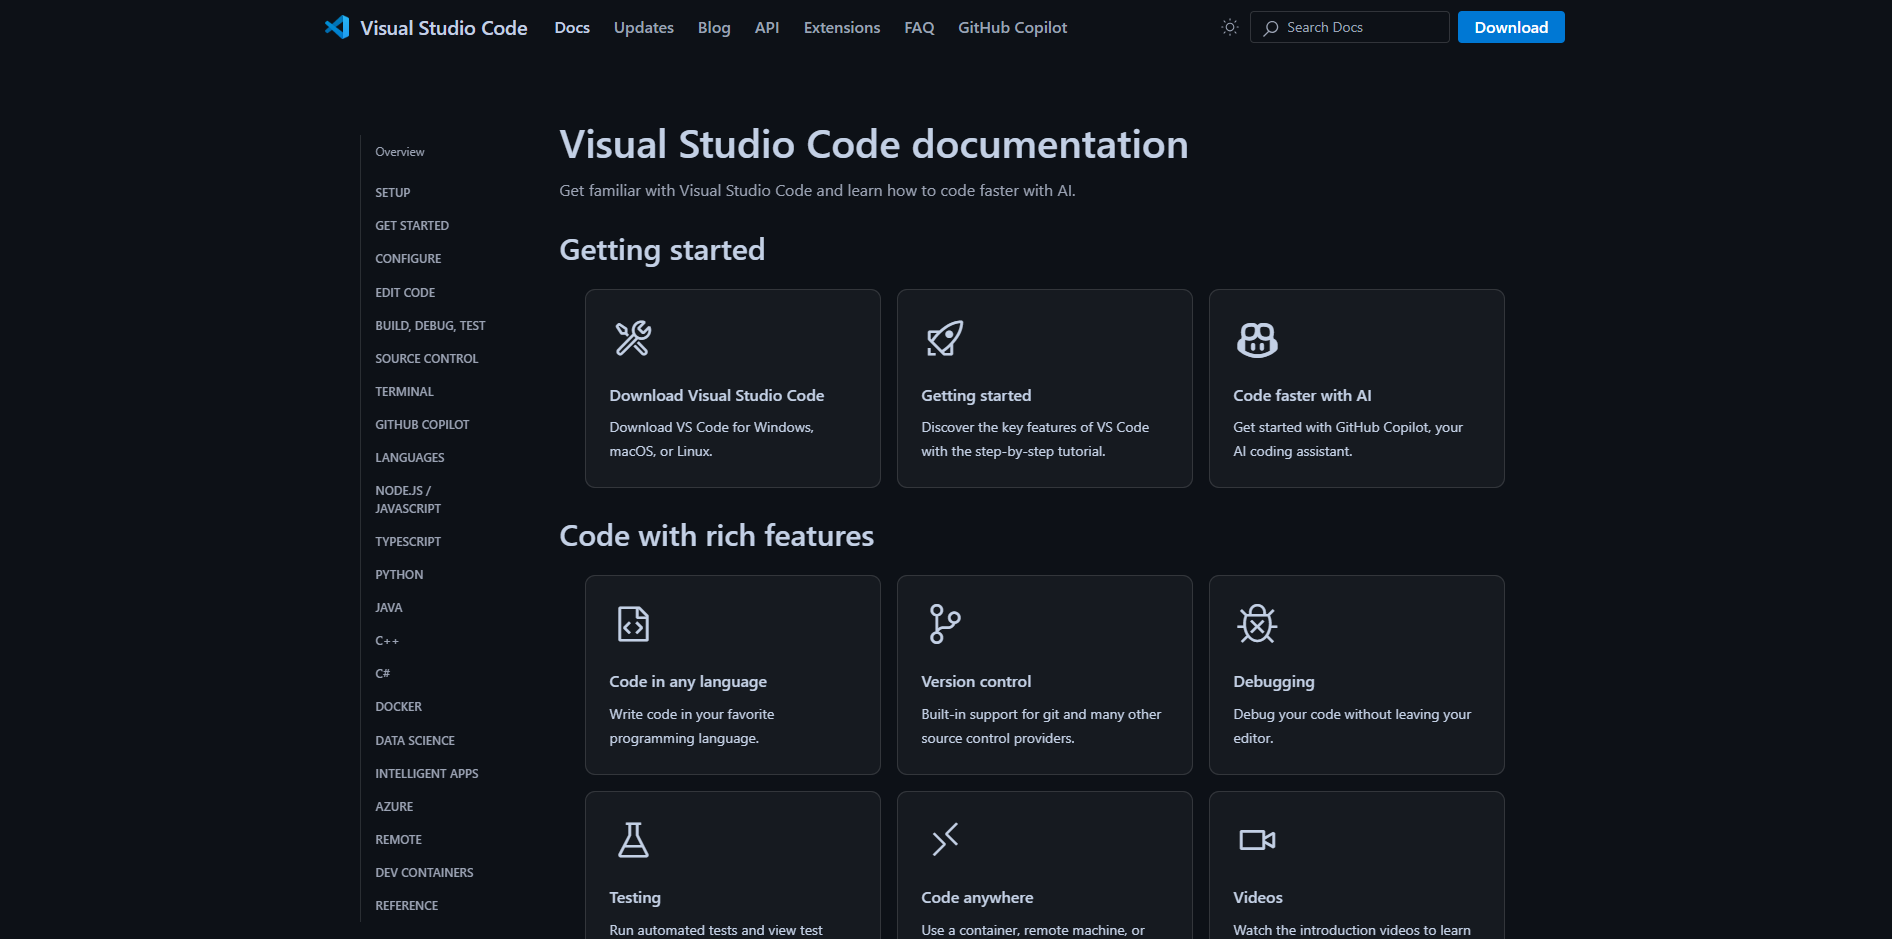 Visual Studio Code
Docs
Updates
Blog
API
Extensions
FAQ
GitHub Copilot
Search Docs
Download
Overview
SETUP
GET STARTED
CONFIGURE
EDIT CODE
BUILD, DEBUG, TEST
SOURCE CONTROL
TERMINAL
GITHUB COPILOT
LANGUAGES
NODE.JS /
JAVASCRIPT
TYPESCRIPT
PYTHON
JAVA
C++
C#
DOCKER
DATA SCIENCE
INTELLIGENT APPS
AZURE
REMOTE
DEV CONTAINERS
REFERENCE
Visual Studio Code documentation
Get familiar with Visual Studio Code and learn how to code faster with AI.
Getting started
Download Visual Studio Code
Download VS Code for Windows,
macOS, or Linux.
Getting started
Discover the key features of VS Code
with the step-by-step tutorial.
Code faster with AI
Get started with GitHub Copilot, your
AI coding assistant.
Code with rich features
Code in any language
Write code in your favorite
programming language.
Version control
Built-in support for git and many other
source control providers.
Debugging
Debug your code without leaving your
editor.
Testing
Run automated tests and view test
Code anywhere
Use a container, remote machine, or
Videos
Watch the introduction videos to learn